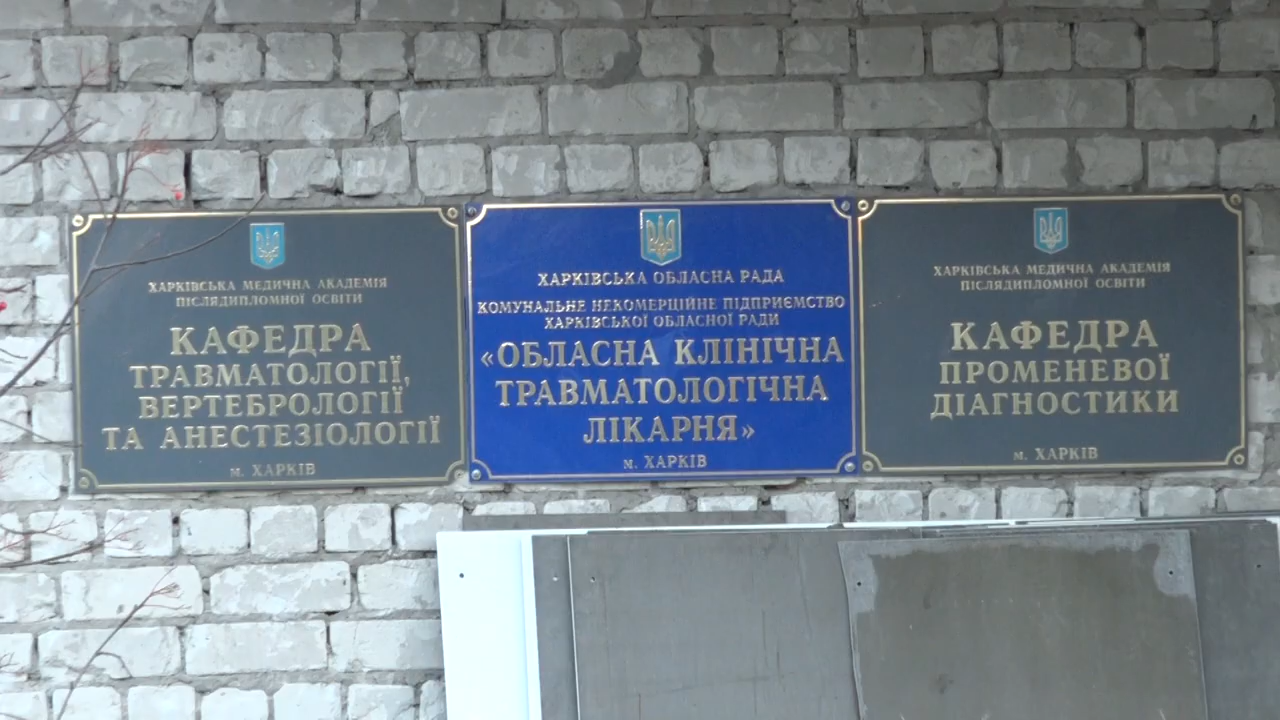 ХАРКІВСЬКА МЕДИЧНА АКАДЕМІЯ
ПІСЛЯДИПЛОМНОЇ ОСВІТИ
КАФЕДРА
ТРАВМАТОЛОГІЇ,
ВЕРТЕБРОЛОГІЇ
ТА АНЕСТЕЗІОЛОГІЇ
м. ХАРКІВ
ХАРКІВСЬКА ОБЛАСНА РАДА
КОМУНАЛЬНЕ НЕКОМЕРЦІЙНЕ ПІДПРИЄМСТВО
ХАРКІВСЬКОЇ ОБЛАСНОЇ РАДИ
«ОБЛАСНА КЛІНІЧНА
ТРАВМАТОЛОГІЧНА
ЛІКАРНЯ»
м. ХАРКІВ
ХАРКІВСЬКА МЕДИЧНА АКАДЕМІЯ
ПІСЛЯДИПЛОМНОЇ ОСВІТИ
КАФЕДРА
ПРОМЕНЕВОЇ
ДІАГНОСТИКИ
м. ХАРКІВ